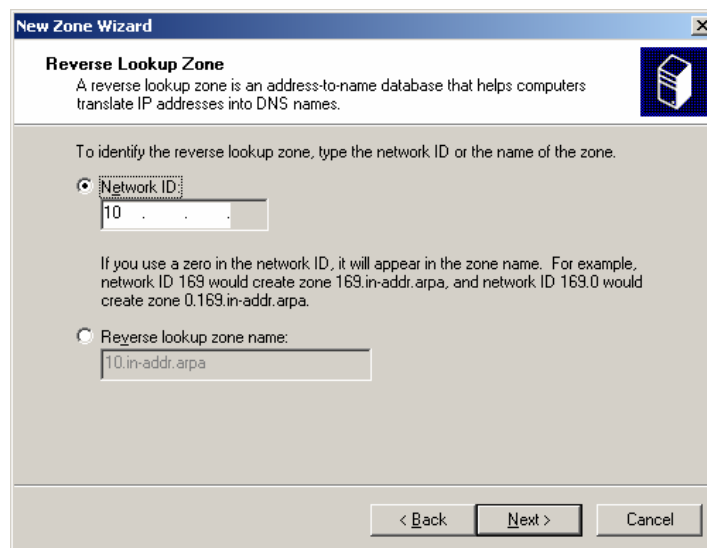 New Zone Wizard
Reverse Lookup Zone
A reverse lookup zone is an address-to-name database that helps computers
translate IP addresses into DNS names.
To identify the reverse lookup zone, type the network ID or the name of the zone.
Network ID:
10 . . .
If you use a zero in the network ID, it will appear in the zone name. For example,
network ID 169 would create zone 169.in-addr.arpa, and network ID 169.0 would
create zone 0.169.in-addr.arpa.
Reverse lookup zone name:
10.in-addr.arpa
< Back Next > Cancel